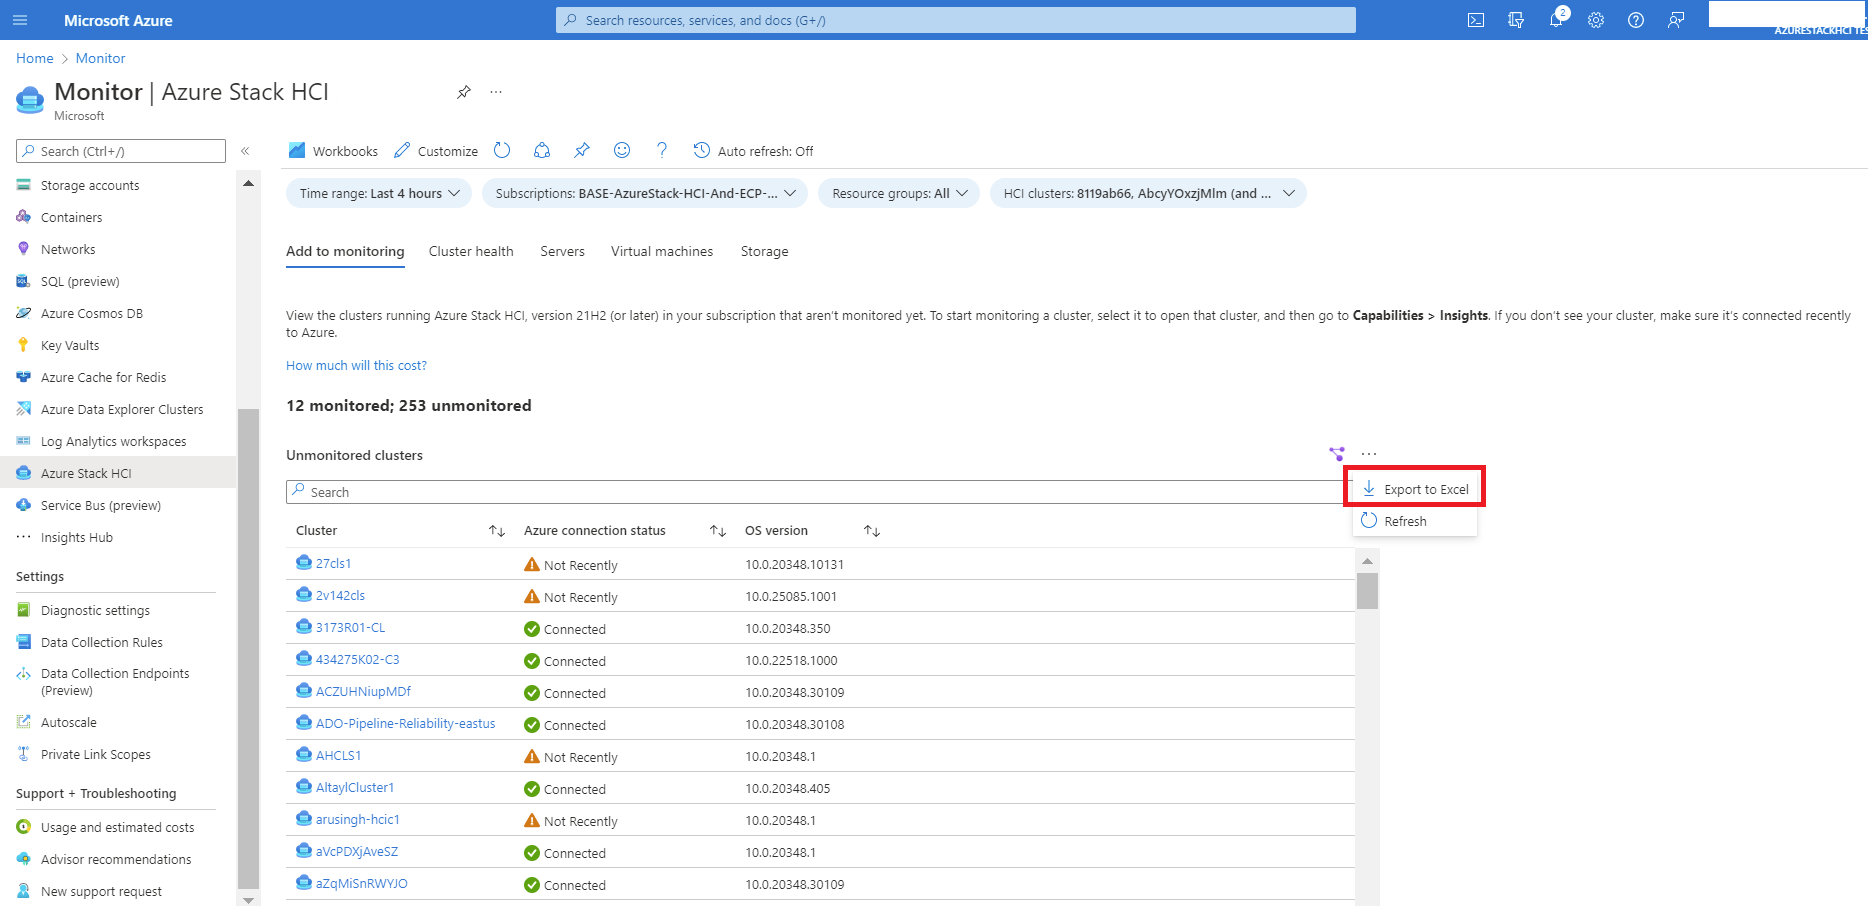 Microsoft Azure
Search resources, services, and docs (G+/)
2
AZURESTACKHCI TES
Home > Monitor
Monitor | Azure Stack HCI
Microsoft
Search (Ctrl+/)
«
Storage accounts
Containers
Networks
SQL (preview)
Azure Cosmos DB
Key Vaults
Azure Cache for Redis
Azure Data Explorer Clusters
Log Analytics workspaces
Azure Stack HCI
Service Bus (preview)
Insights Hub
Settings
Diagnostic settings
Data Collection Rules
Data Collection Endpoints
(Preview)
Autoscale
Private Link Scopes
Support + Troubleshooting
Usage and estimated costs
Advisor recommendations
New support request
Workbooks Customize ? Auto refresh: Off
Time range: Last 4 hours Subscriptions: BASE-AzureStack-HCI-And-ECP-... Resource groups: All HCI clusters: 8119ab66, AbcyYOxzjMlm (and ...
Add to monitoring Cluster health Servers Virtual machines Storage
View the clusters running Azure Stack HCI, version 21H2 (or later) in your subscription that aren't monitored yet. To start monitoring a cluster, select it to open that cluster, and then go to Capabilities > Insights. If you don't see your cluster, make sure it's connected recently
to Azure.
How much will this cost?
12 monitored; 253 unmonitored
Unmonitored clusters
Search
Export to Excel
Refresh
Cluster Azure connection status OS version
27cls1 Not Recently 10.0.20348.10131
2v142cls Not Recently 10.0.25085.1001
3173R01-CL Connected 10.0.20348.350
434275K02-C3 Connected 10.0.22518.1000
ACZUHNiupMDf Connected 10.0.20348.30109
ADO-Pipeline-Reliability-eastus Connected 10.0.20348.30108
AHCLS1 Not Recently 10.0.20348.1
AltaylCluster1 Connected 10.0.20348.405
arusingh-hcic1 Not Recently 10.0.20348.1
aVcPDXjAveSZ Connected 10.0.20348.1
aZqMiSnRWYJO Connected 10.0.20348.30109